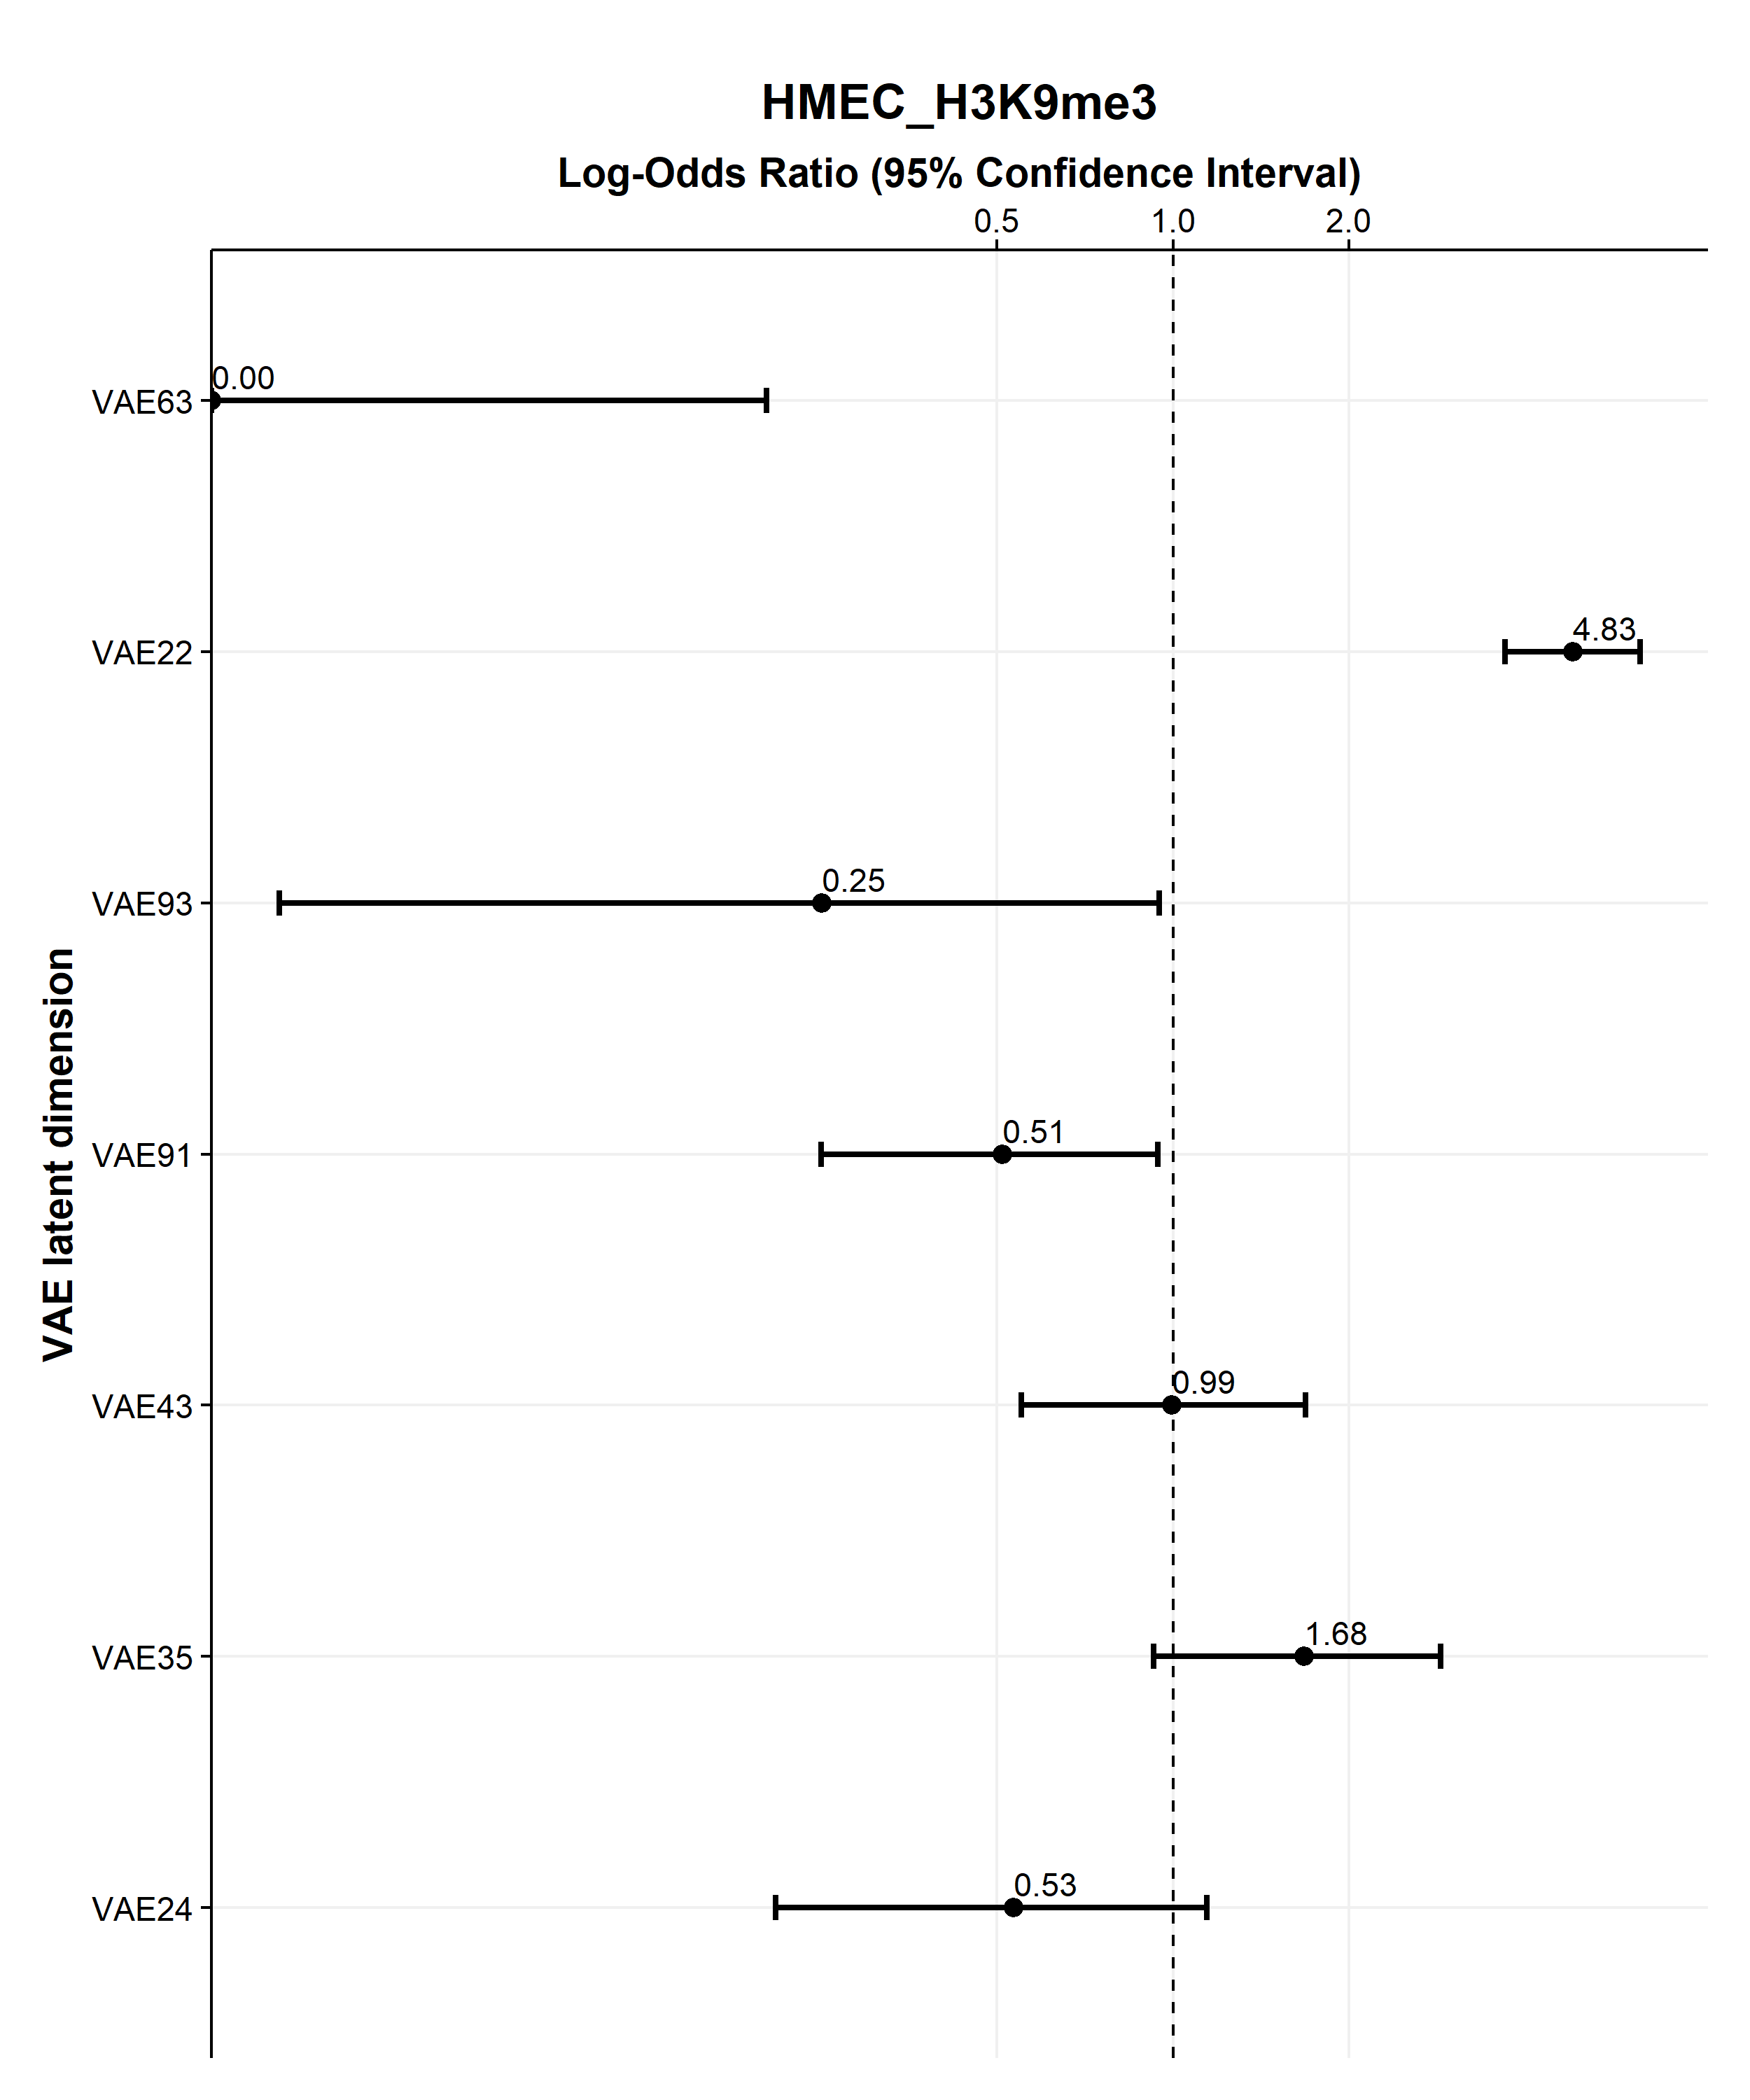 HMEC_H3K9me3
Log-Odds Ratio (95% Confidence Interval)
0.5 1.0 2.0
VAE63 0.00
VAE22 4.83
VAE93 0.25
VAE91 0.51
VAE43 0.99
VAE35 1.68
VAE24 0.53
VAE latent dimension